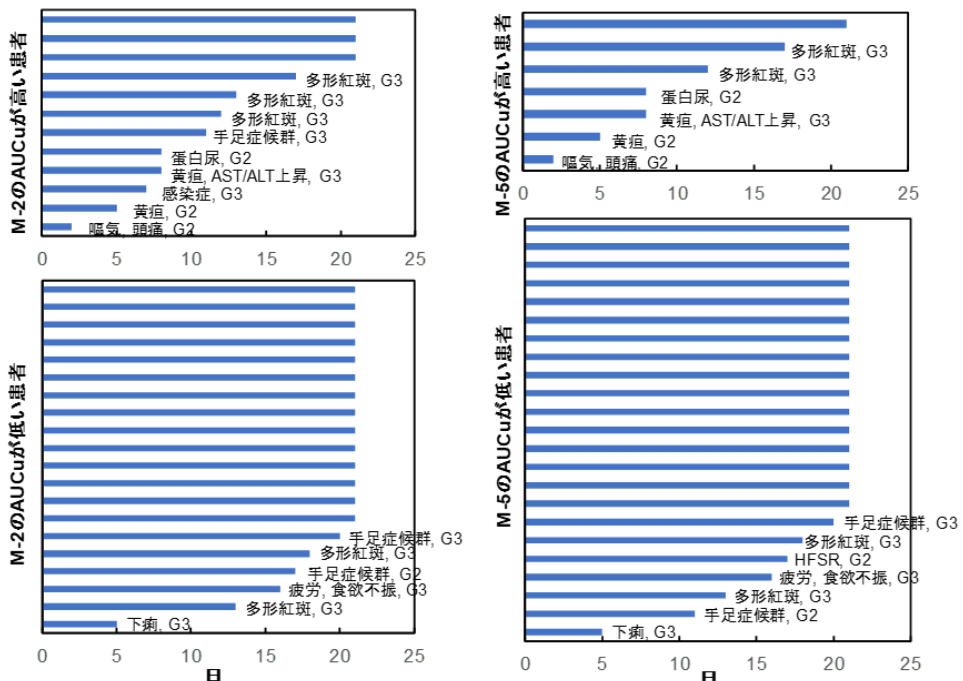 M-2のAUCuが高い患者
多形紅斑, G3
多形紅斑, G3
多形紅斑, G3
手足症候群, G3
蛋白尿, G2
黄疸, AST/ALT上昇, G3
感染症, G3
黄疸, G2
嘔気, 頭痛, G2
0 5 10 15 20 25
M-5のAUCuが高い患者
多形紅斑, G3
多形紅斑, G3
蛋白尿, G2
黄疸, AST/ALT上昇, G3
黄疸, G2
嘔気, 頭痛, G2
0 5 10 15 20 25
M-2のAUCuが低い患者
手足症候群, G3
多形紅斑, G3
手足症候群, G2
疲労, 食欲不振, G3
多形紅斑, G3
下痢, G3
0 5 10 15 20 25
日
M-5のAUCuが低い患者
手足症候群, G3
多形紅斑, G3
HFSR, G2
疲労, 食欲不振, G3
多形紅斑, G3
手足症候群, G2
下痢, G3
0 5 10 15 20 25
日